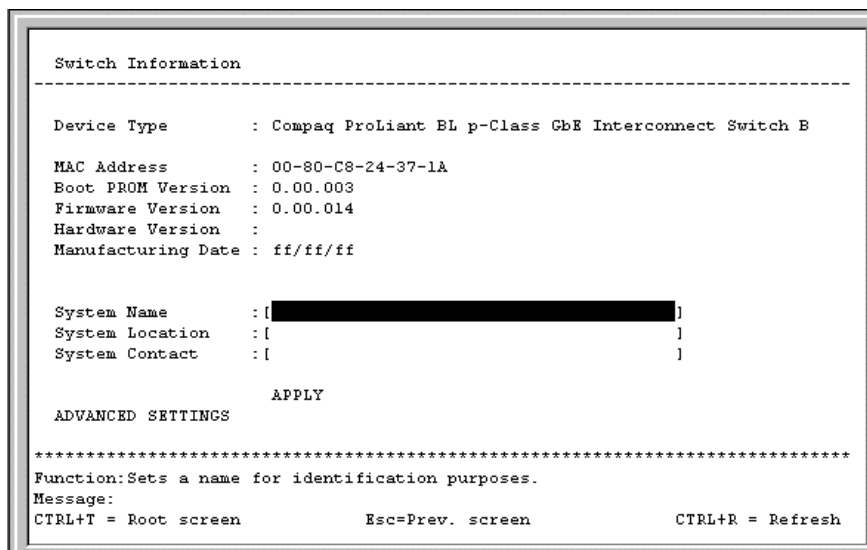 Switch Information
--------------------------------------------------------------------------------
Device Type : Compaq ProLiant BL p-Class GbE Interconnect Switch B
MAC Address : 00-80-C8-24-37-1A
Boot PROM Version : 0.00.003
Firmware Version : 0.00.014
Hardware Version :
Manufacturing Date : ff/ff/ff
System Name :[ ]
System Location :[ ]
System Contact :[ ]
APPLY
ADVANCED SETTINGS
********************************************************************************
Function:Sets a name for identification purposes.
Message:
CTRL+T = Root screen Esc=Prev. screen CTRL+R = Refresh